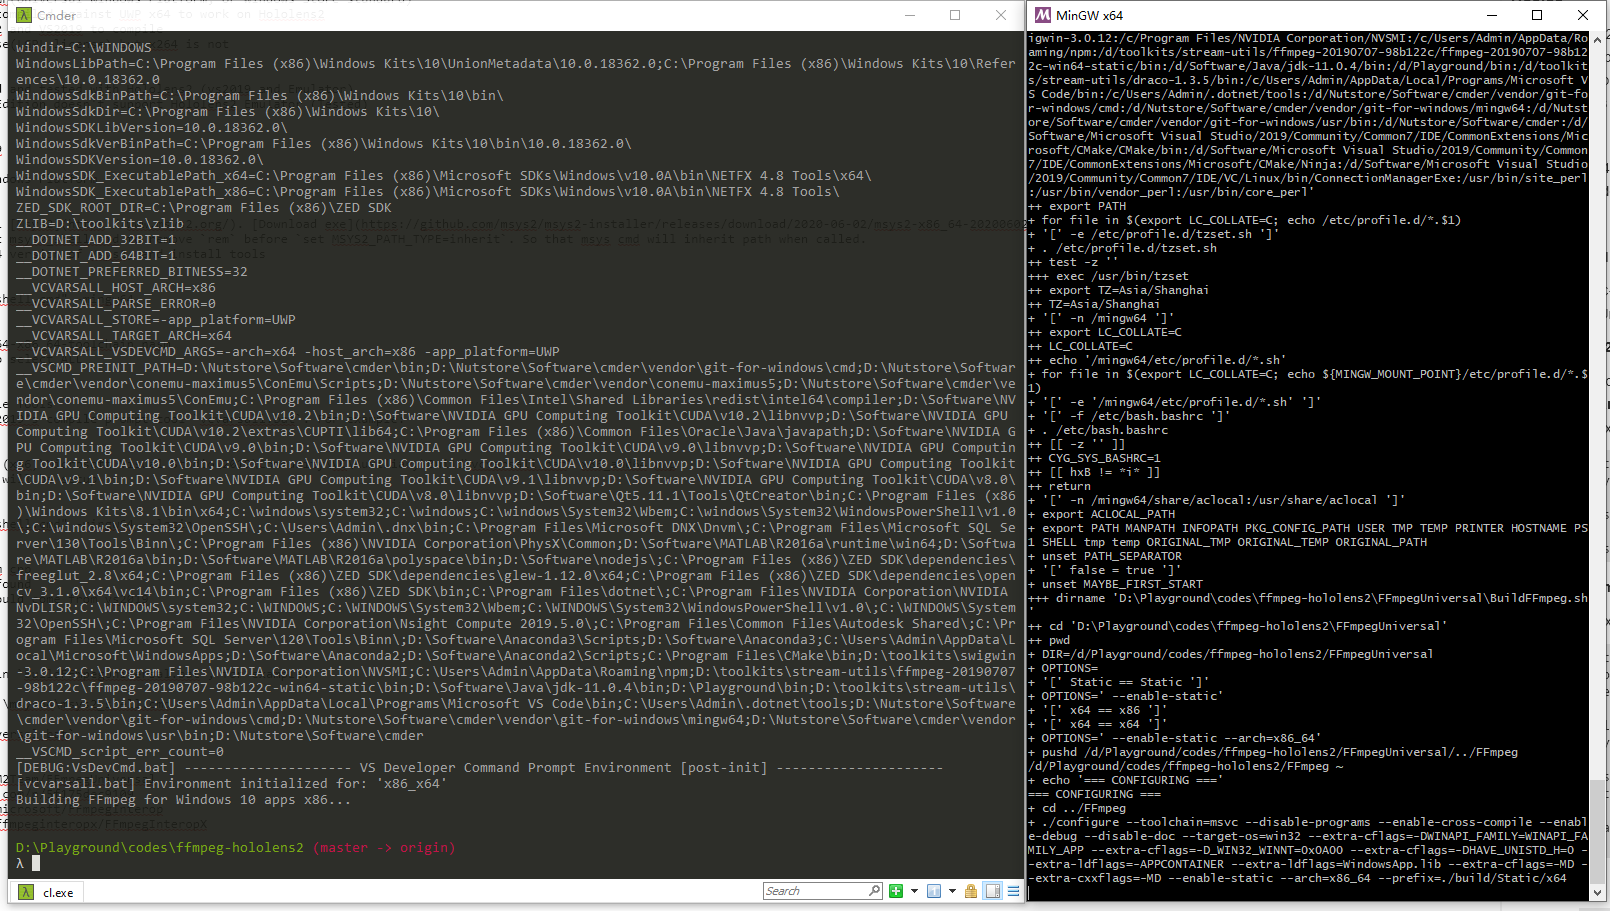 Cmder
windir=C:\WINDOWS
WindowsLibPath=C:\Program Files (x86)\Windows Kits\10\UnionMetadata\10.0.18362.0;C:\Program Files (x86)\Windows Kits\10\Refer
ences\10.0.18362.0
WindowsSdkBinPath=C:\Program Files (x86)\Windows Kits\10\bin\
WindowsSdkDir=C:\Program Files (x86)\Windows Kits\10\
WindowsSDKLibVersion=10.0.18362.0\
WindowsSdkVerBinPath=C:\Program Files (x86)\Windows Kits\10\bin\10.0.18362.0\
WindowsSDKVersion=10.0.18362.0\
WindowsSDK_ExecutablePath_x64=C:\Program Files (x86)\Microsoft SDKs\Windows\v10.0A\bin\NETFX 4.8 Tools\x64\
WindowsSDK_ExecutablePath_x86=C:\Program Files (x86)\Microsoft SDKs\Windows\v10.0A\bin\NETFX 4.8 Tools\
ZED_SDK_ROOT_DIR=C:\Program Files (x86)\ZED SDK
ZLIB=D:\toolkits\zlib
__DOTNET_ADD_32BIT=1
__DOTNET_ADD_64BIT=1
__DOTNET_PREFERRED_BITNESS=32
__VCVARSALL_HOST_ARCH=x86
__VCVARSALL_PARSE_ERROR=0
__VCVARSALL_STORE=-app_platform=UWP
__VCVARSALL_TARGET_ARCH=x64
__VCVARSALL_VSDEVCMD_ARGS=-arch=x64 -host_arch=x86 -app_platform=UWP
__VSCMD_PREINIT_PATH=D:\Nutstore\Software\cmder\bin;D:\Nutstore\Software\cmder\vendor\git-for-windows\cmd;D:\Nutstore\Softwar
e\cmder\vendor\conemu-maximus5\ConEmu\Scripts;D:\Nutstore\Software\cmder\vendor\conemu-maximus5;D:\Nutstore\Software\cmder\ve
ndor\conemu-maximus5\ConEmu;C:\Program Files (x86)\Common Files\Intel\Shared Libraries\redist\intel64\compiler;D:\Software\NV
IDIA GPU Computing Toolkit\CUDA\v10.2\bin;D:\Software\NVIDIA GPU Computing Toolkit\CUDA\v10.2\libnvvp;D:\Software\NVIDIA GPU
Computing Toolkit\CUDA\v10.2\extras\CUPTI\lib64;C:\Program Files (x86)\Common Files\Oracle\Java\javapath;D:\Software\NVIDIA G
PU Computing Toolkit\CUDA\v9.0\bin;D:\Software\NVIDIA GPU Computing Toolkit\CUDA\v9.0\libnvvp;D:\Software\NVIDIA GPU Computin
g Toolkit\CUDA\v10.0\bin;D:\Software\NVIDIA GPU Computing Toolkit\CUDA\v10.0\libnvvp;D:\Software\NVIDIA GPU Computing Toolkit
\CUDA\v9.1\bin;D:\Software\NVIDIA GPU Computing Toolkit\CUDA\v9.1\libnvvp;D:\Software\NVIDIA GPU Computing Toolkit\CUDA\v8.0\
bin;D:\Software\NVIDIA GPU Computing Toolkit\CUDA\v8.0\libnvvp;D:\Software\Qt5.11.1\Tools\QtCreator\bin;C:\Program Files (x86
)\Windows Kits\8.1\bin\x64;C:\windows\system32;C:\windows;C:\windows\System32\Wbem;C:\windows\System32\WindowsPowerShell\v1.0
\;C:\windows\System32\OpenSSH\;C:\Users\Admin\.dnx\bin;C:\Program Files\Microsoft DNX\Dnvm\;C:\Program Files\Microsoft SQL Se
rver\130\Tools\Binn\;C:\Program Files (x86)\NVIDIA Corporation\PhysX\Common;D:\Software\MATLAB\R2016a\runtime\win64;D:\Softwa
re\MATLAB\R2016a\bin;D:\Software\MATLAB\R2016a\polyspace\bin;D:\Software\nodejs\;C:\Program Files (x86)\ZED SDK\dependencies\
freeglut_2.8\x64;C:\Program Files (x86)\ZED SDK\dependencies\glew-1.12.0\x64;C:\Program Files (x86)\ZED SDK\dependencies\open
cv_3.1.0\x64\vc14\bin;C:\Program Files (x86)\ZED SDK\bin;C:\Program Files\dotnet\;C:\Program Files\NVIDIA Corporation\NVIDIA
NvDLISR;C:\WINDOWS\system32;C:\WINDOWS;C:\WINDOWS\System32\Wbem;C:\WINDOWS\System32\WindowsPowerShell\v1.0\;C:\WINDOWS\System
32\OpenSSH\;C:\Program Files\NVIDIA Corporation\Nsight Compute 2019.5.0\;C:\Program Files\Common Files\Autodesk Shared\;C:\Pr
ogram Files\Microsoft SQL Server\120\Tools\Binn\;D:\Software\Anaconda3\Scripts;D:\Software\Anaconda3;C:\Users\Admin\AppData\L
ocal\Microsoft\WindowsApps;D:\Software\Anaconda2;D:\Software\Anaconda2\Scripts;C:\Program Files\CMake\bin;D:\toolkits\swigwin
-3.0.12;C:\Program Files\NVIDIA Corporation\NVSMI;C:\Users\Admin\AppData\Roaming\npm;D:\toolkits\stream-utils\ffmpeg-20190707
-98b122c\ffmpeg-20190707-98b122c-win64-static\bin;D:\Software\Java\jdk-11.0.4\bin;D:\Playground\bin;D:\toolkits\stream-utils\
draco-1.3.5\bin;C:\Users\Admin\AppData\Local\Programs\Microsoft VS Code\bin;C:\Users\Admin\.dotnet\tools;D:\Nutstore\Software
\cmder\vendor\git-for-windows\cmd;D:\Nutstore\Software\cmder\vendor\git-for-windows\mingw64;D:\Nutstore\Software\cmder\vendor
\git-for-windows\usr\bin;D:\Nutstore\Software\cmder
__VSCMD_script_err_count=0
[DEBUG:VsDevCmd.bat] --------------------- VS Developer Command Prompt Environment [post-init] ---------------------
[vcvarsall.bat] Environment initialized for: 'x86_x64'
Building FFmpeg for Windows 10 apps x86...
D:\Playground\codes\ffmpeg-hololens2 (master -> origin)
λ
cl.exe
Search
MinGW x64
igwin-3.0.12:/c/Program Files/NVIDIA Corporation/NVSMI:/c/Users/Admin/AppData/Ro
aming/npm:/d/toolkits/stream-utils/ffmpeg-20190707-98b122c/ffmpeg-20190707-98b12
2c-win64-static/bin:/d/Software/Java/jdk-11.0.4/bin:/d/Playground/bin:/d/toolkit
s/stream-utils/draco-1.3.5/bin:/c/Users/Admin/AppData/Local/Programs/Microsoft V
S Code/bin:/c/Users/Admin/.dotnet/tools:/d/Nutstore/Software/cmder/vendor/git-fo
r-windows/cmd:/d/Nutstore/Software/cmder/vendor/git-for-windows/mingw64:/d/Nutst
ore/Software/cmder/vendor/git-for-windows/usr/bin:/d/Nutstore/Software/cmder:/d/
Software/Microsoft Visual Studio/2019/Community/Common7/IDE/CommonExtensions/Mic
rosoft/CMake/CMake/bin:/d/Software/Microsoft Visual Studio/2019/Community/Common
7/IDE/CommonExtensions/Microsoft/CMake/Ninja:/d/Software/Microsoft Visual Studio
/2019/Community/Common7/IDE/VC/Linux/bin/ConnectionManagerExe:/usr/bin/site_perl
:/usr/bin/vendor_perl:/usr/bin/core_perl'
++ export PATH
+ for file in $(export LC_COLLATE=C; echo /etc/profile.d/*.$1)
+ '[' -e /etc/profile.d/tzset.sh ']'
+ . /etc/profile.d/tzset.sh
++ test -z ''
+++ exec /usr/bin/tzset
++ export TZ=Asia/Shanghai
++ TZ=Asia/Shanghai
+ '[' -n /mingw64 ']'
++ export LC_COLLATE=C
++ LC_COLLATE=C
++ echo '/mingw64/etc/profile.d/*.sh'
+ for file in $(export LC_COLLATE=C; echo ${MINGW_MOUNT_POINT}/etc/profile.d/*.$
1)
+ '[' -e '/mingw64/etc/profile.d/*.sh' ']'
+ '[' -f /etc/bash.bashrc ']'
+ . /etc/bash.bashrc
++ [[ -z '' ]]
++ CYG_SYS_BASHRC=1
++ [[ hxB != *i* ]]
++ return
+ '[' -n /mingw64/share/aclocal:/usr/share/aclocal ']'
+ export ACLOCAL_PATH
+ export PATH MANPATH INFOPATH PKG_CONFIG_PATH USER TMP TEMP PRINTER HOSTNAME PS
1 SHELL tmp temp ORIGINAL_TMP ORIGINAL_TEMP ORIGINAL_PATH
+ unset PATH_SEPARATOR
+ '[' false = true ']'
+ unset MAYBE_FIRST_START
+++ dirname 'D:\Playground\codes\ffmpeg-hololens2\FFmpegUniversal\BuildFFmpeg.sh
'
++ cd 'D:\Playground\codes\ffmpeg-hololens2\FFmpegUniversal'
++ pwd
+ DIR=/d/Playground/codes/ffmpeg-hololens2/FFmpegUniversal
+ OPTIONS=
+ '[' Static == Static ']'
+ OPTIONS=' --enable-static'
+ '[' x64 == x86 ']'
+ '[' x64 == x64 ']'
+ OPTIONS=' --enable-static --arch=x86_64'
+ pushd /d/Playground/codes/ffmpeg-hololens2/FFmpegUniversal/../FFmpeg
/d/Playground/codes/ffmpeg-hololens2/FFmpeg ~
+ echo '=== CONFIGURING ==='
=== CONFIGURING ===
+ cd ../FFmpeg
+ ./configure --toolchain=msvc --disable-programs --enable-cross-compile --enabl
e-debug --disable-doc --target-os=win32 --extra-cflags=-DWINAPI_FAMILY=WINAPI_FA
MILY_APP --extra-cflags=-D_WIN32_WINNT=0x0A00 --extra-cflags=-DHAVE_UNISTD_H=0 -
-extra-ldflags=-APPCONTAINER --extra-ldflags=WindowsApp.lib --extra-cflags=-MD -
-extra-cxxflags=-MD --enable-static --arch=x86_64 --prefix=./build/Static/x64